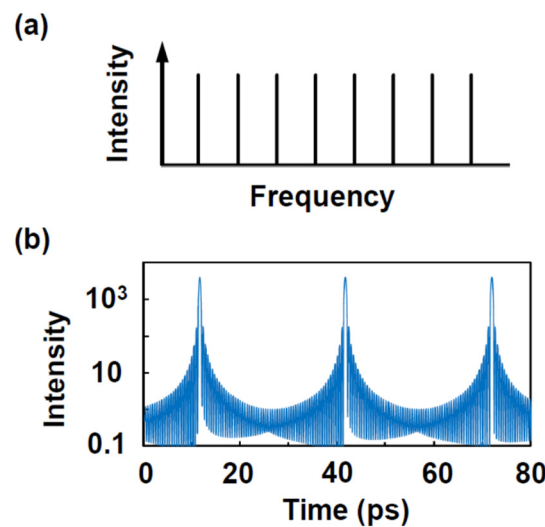 (a)
Intensity
Frequency
(b)
Intensity
10³
10
0.1
0 20 40 60 80
Time (ps)